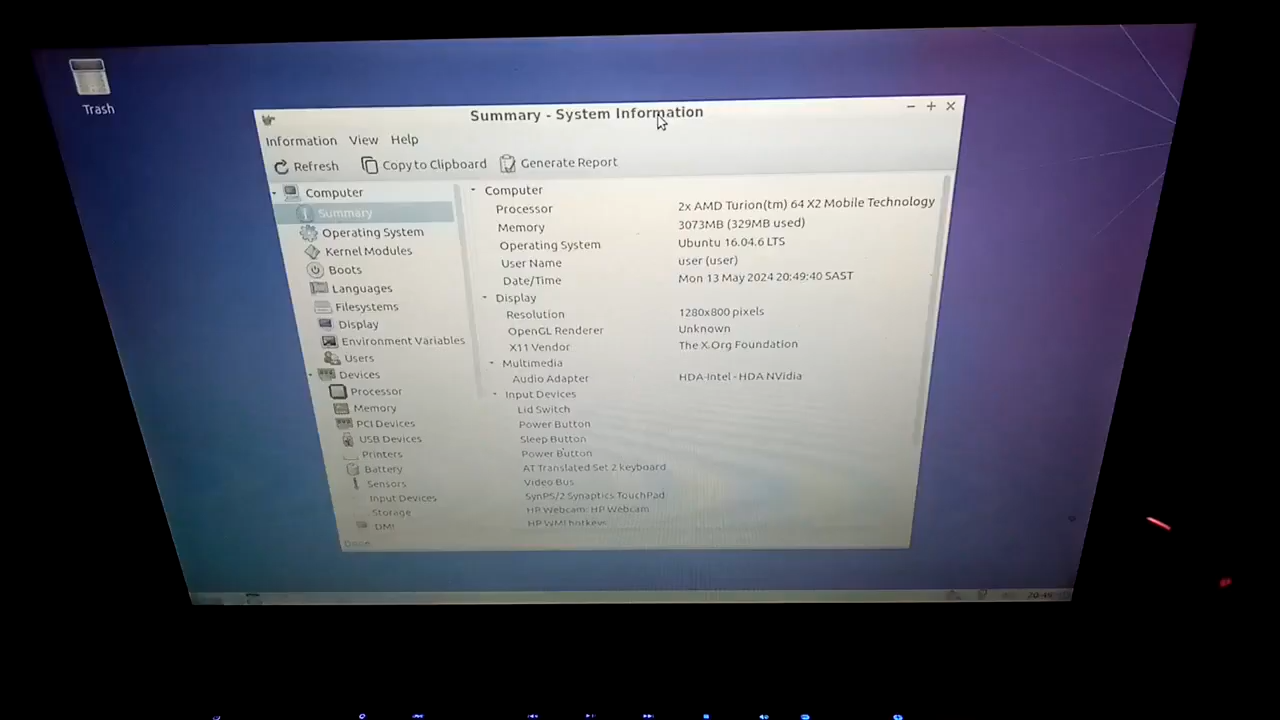 Trash
Summary - System Information
Information View Help
Refresh Copy to Clipboard Generate Report
Computer
Summary
Operating System
Kernel Modules
Boots
Languages
Filesystems
Display
Environment Variables
Users
Devices
Processor
Memory
PCI Devices
USB Devices
Printers
Battery
Sensors
Input Devices
Storage
DMI
Computer
Processor 2x AMD Turion(tm) 64 X2 Mobile Technology
Memory 3073MB (329MB used)
Operating System Ubuntu 16.04.6 LTS
User Name user (user)
Date/Time Mon 13 May 2024 20:49:40 SAST
Display
Resolution 1280x800 pixels
OpenGL Renderer Unknown
X11 Vendor The X.Org Foundation
Multimedia
Audio Adapter HDA-Intel - HDA NVidia
Input Devices
Lid Switch
Power Button
Sleep Button
Power Button
AT Translated Set 2 keyboard
Video Bus
SynPS/2 Synaptics TouchPad
HP Webcam: HP Webcam
HP WMI hotkeys
Done.